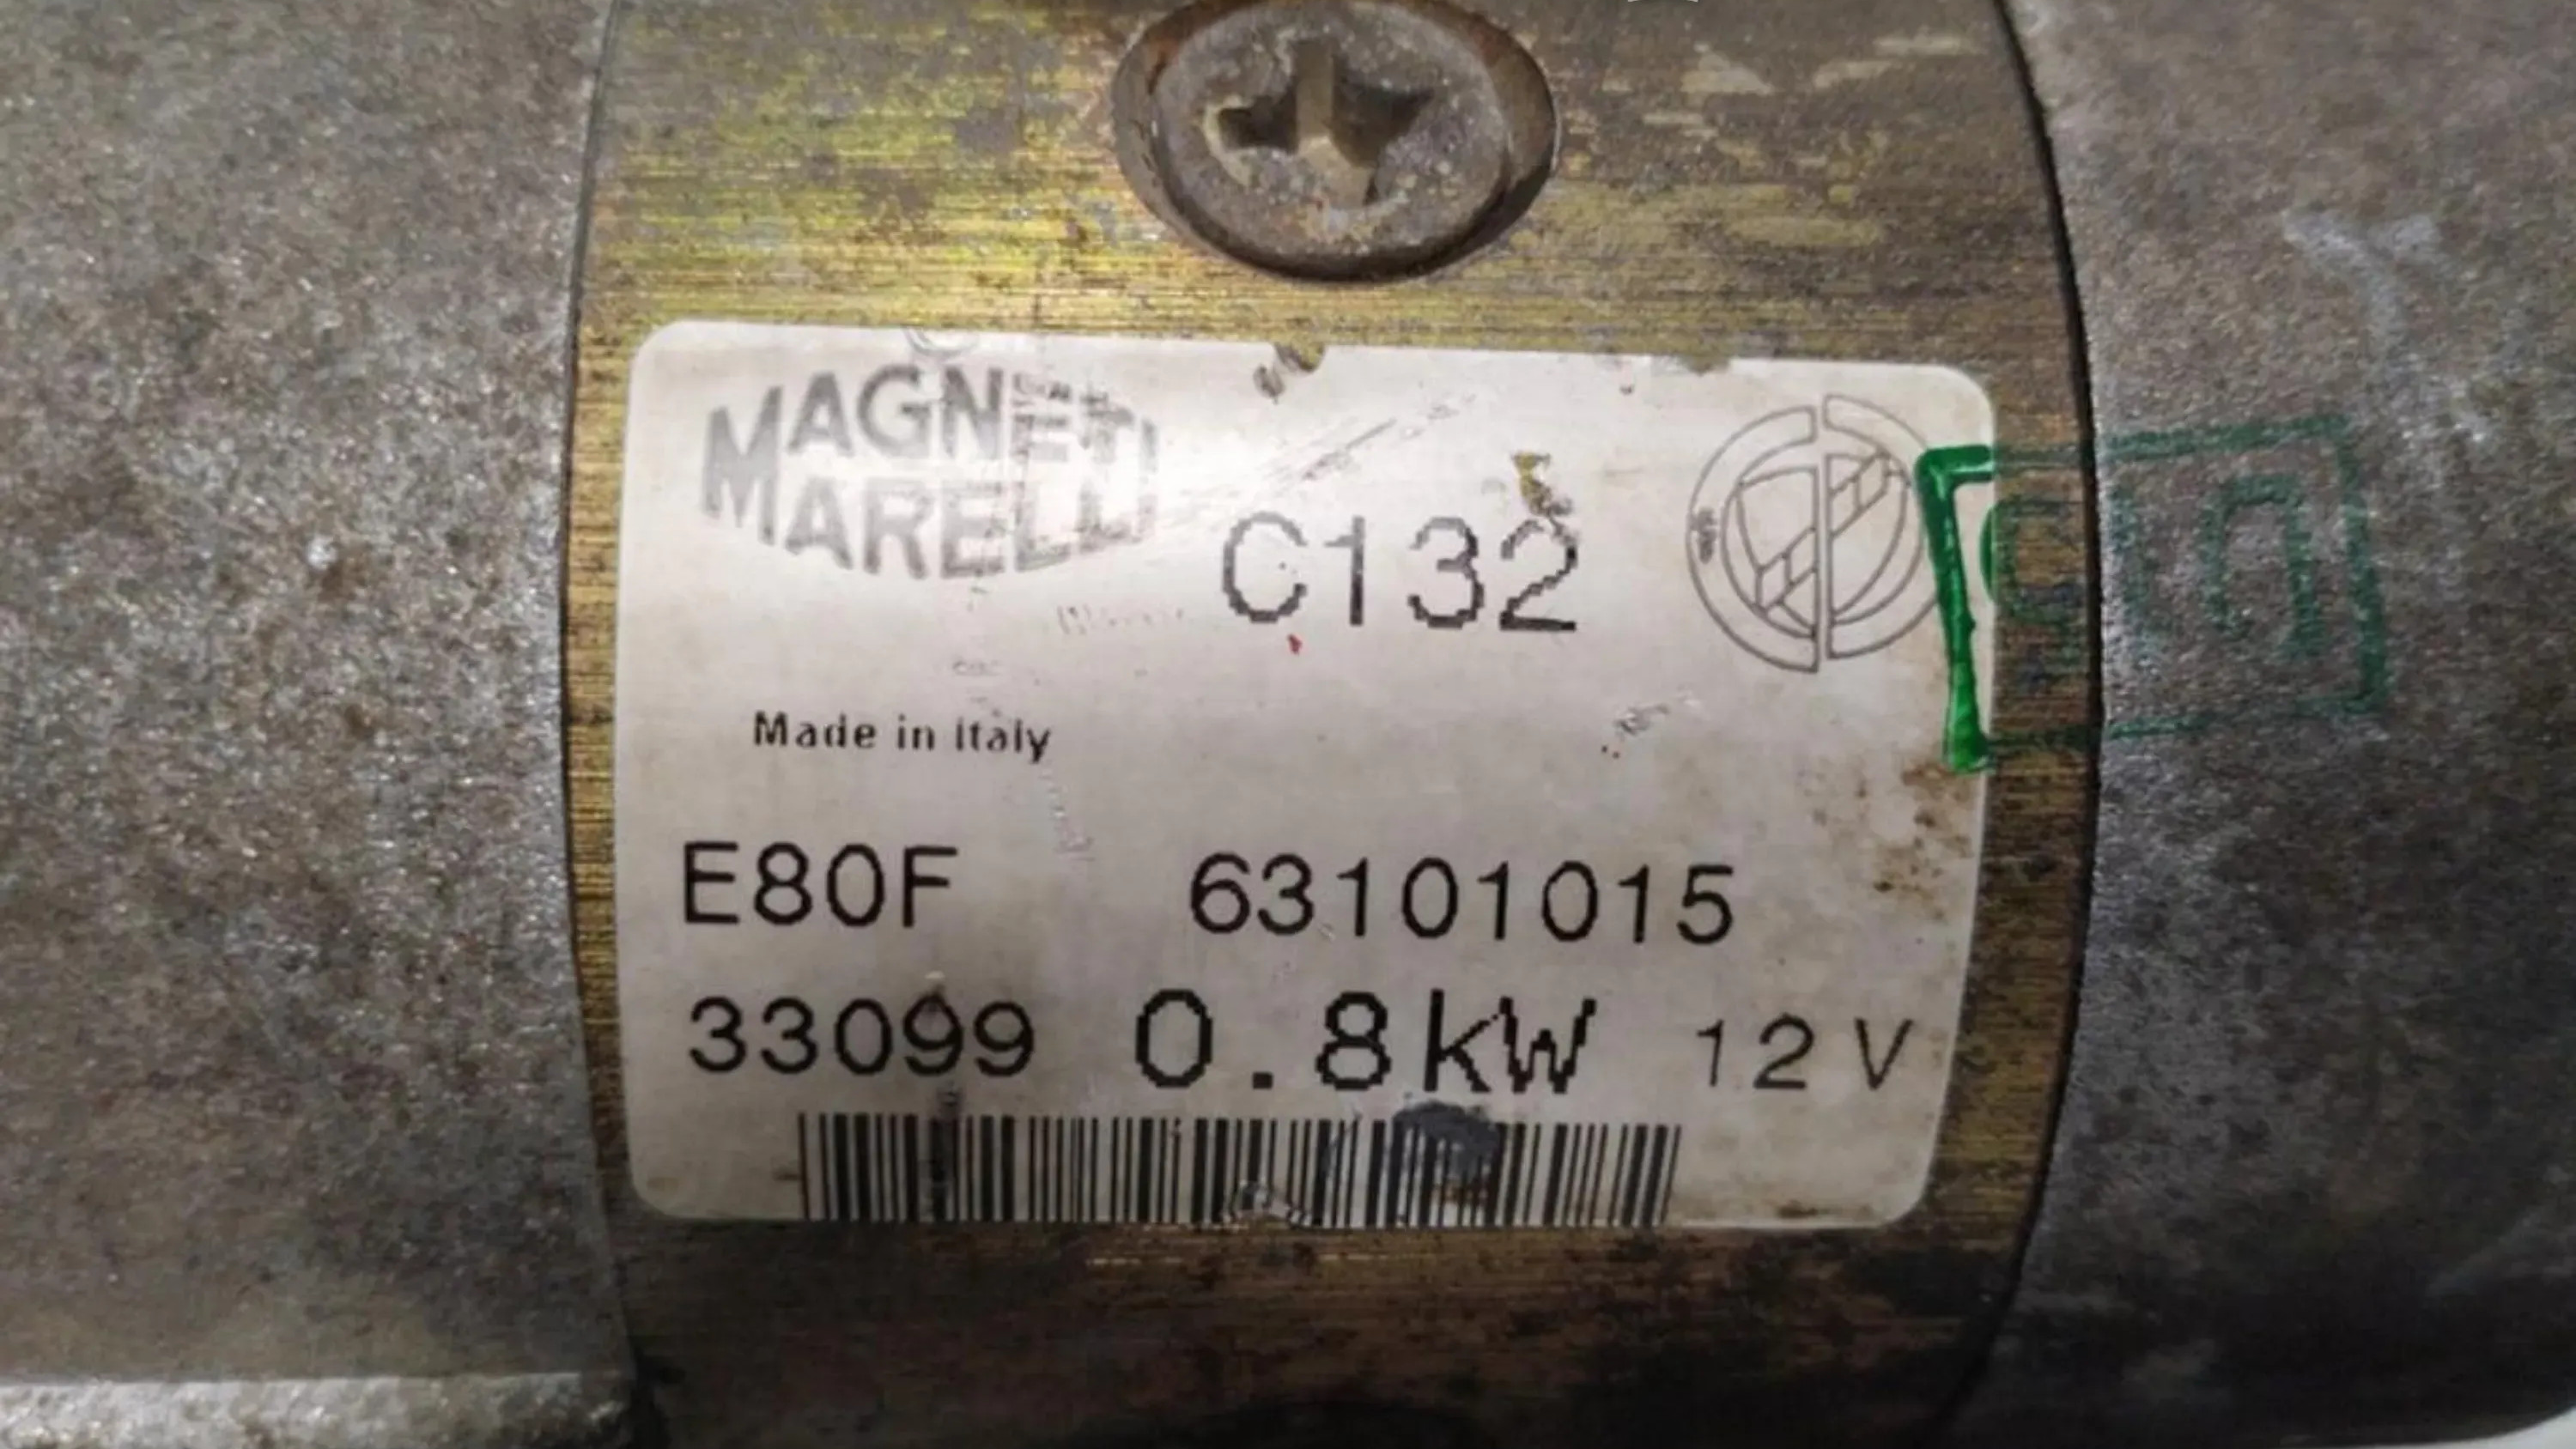 MAGNETI
MARELLI
C132
Made in Italy
E80F 63101015
33099 0.8kW 12V